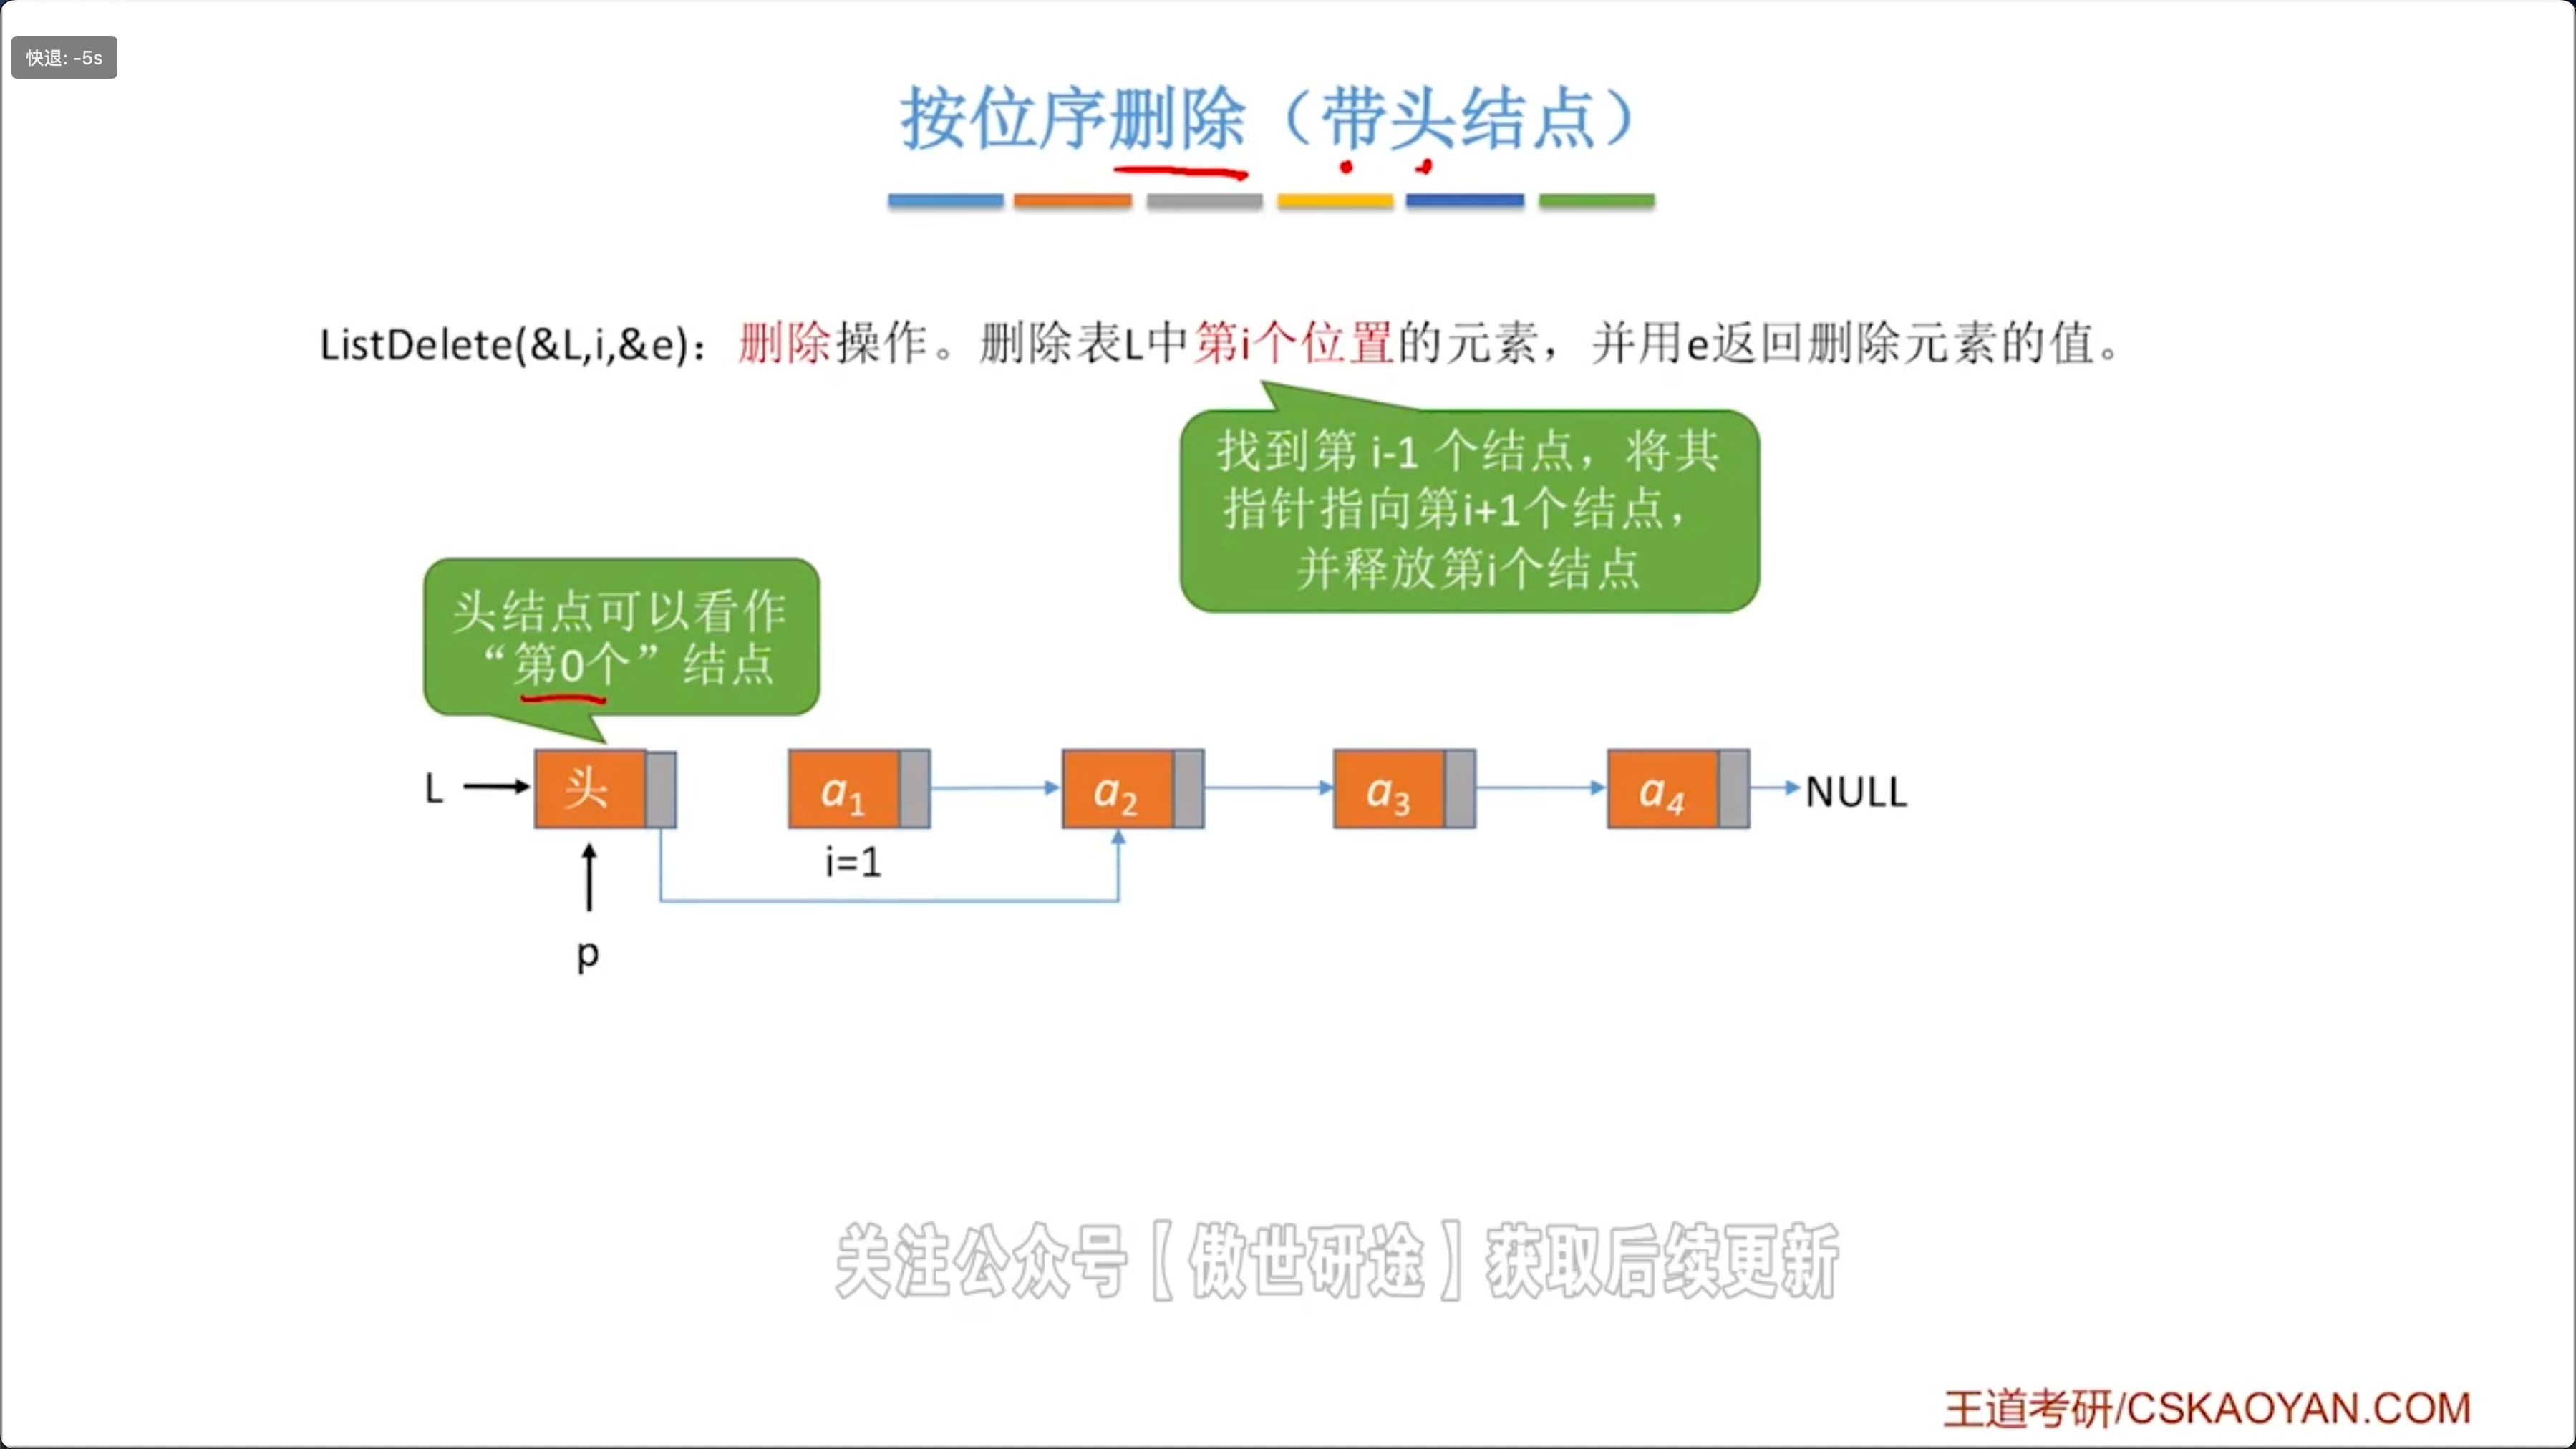 快退: -5s
按位序删除（带头结点）
ListDelete(&L,i,&e)：删除操作。删除表L中第i个位置的元素，并用e返回删除元素的值。
找到第 i-1 个结点，将其
指针指向第i+1个结点，
并释放第i个结点
头结点可以看作
“第0个”结点
L 头 a1 a2 a3 a4 NULL
i=1
p
关注公众号【傲世研途】获取后续更新
王道考研/CSKAOYAN.COM